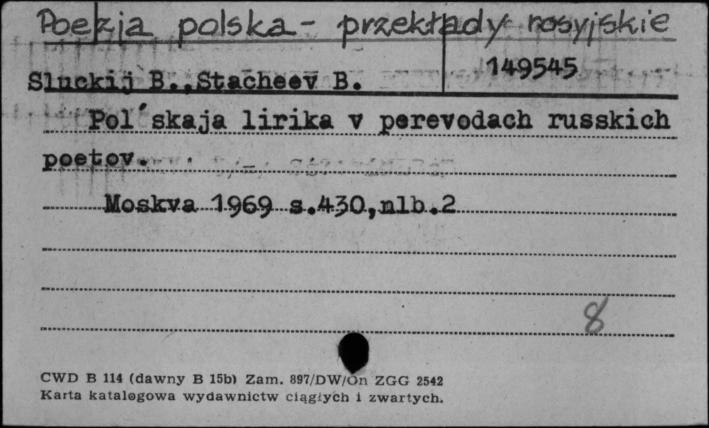 Poezja polska - przekłady rosyjskie
149545
Sluckij B., Stacheev B.
Pol´skaja lirika v perevodach russkich
poetov.
Moskva 1969 s.430,nlb.2
8
CWD B 114 (dawny B 15b) Zam. 897/DW/On ZGG 2542
Karta katalogowa wydawnictw ciągłych i zwartych.